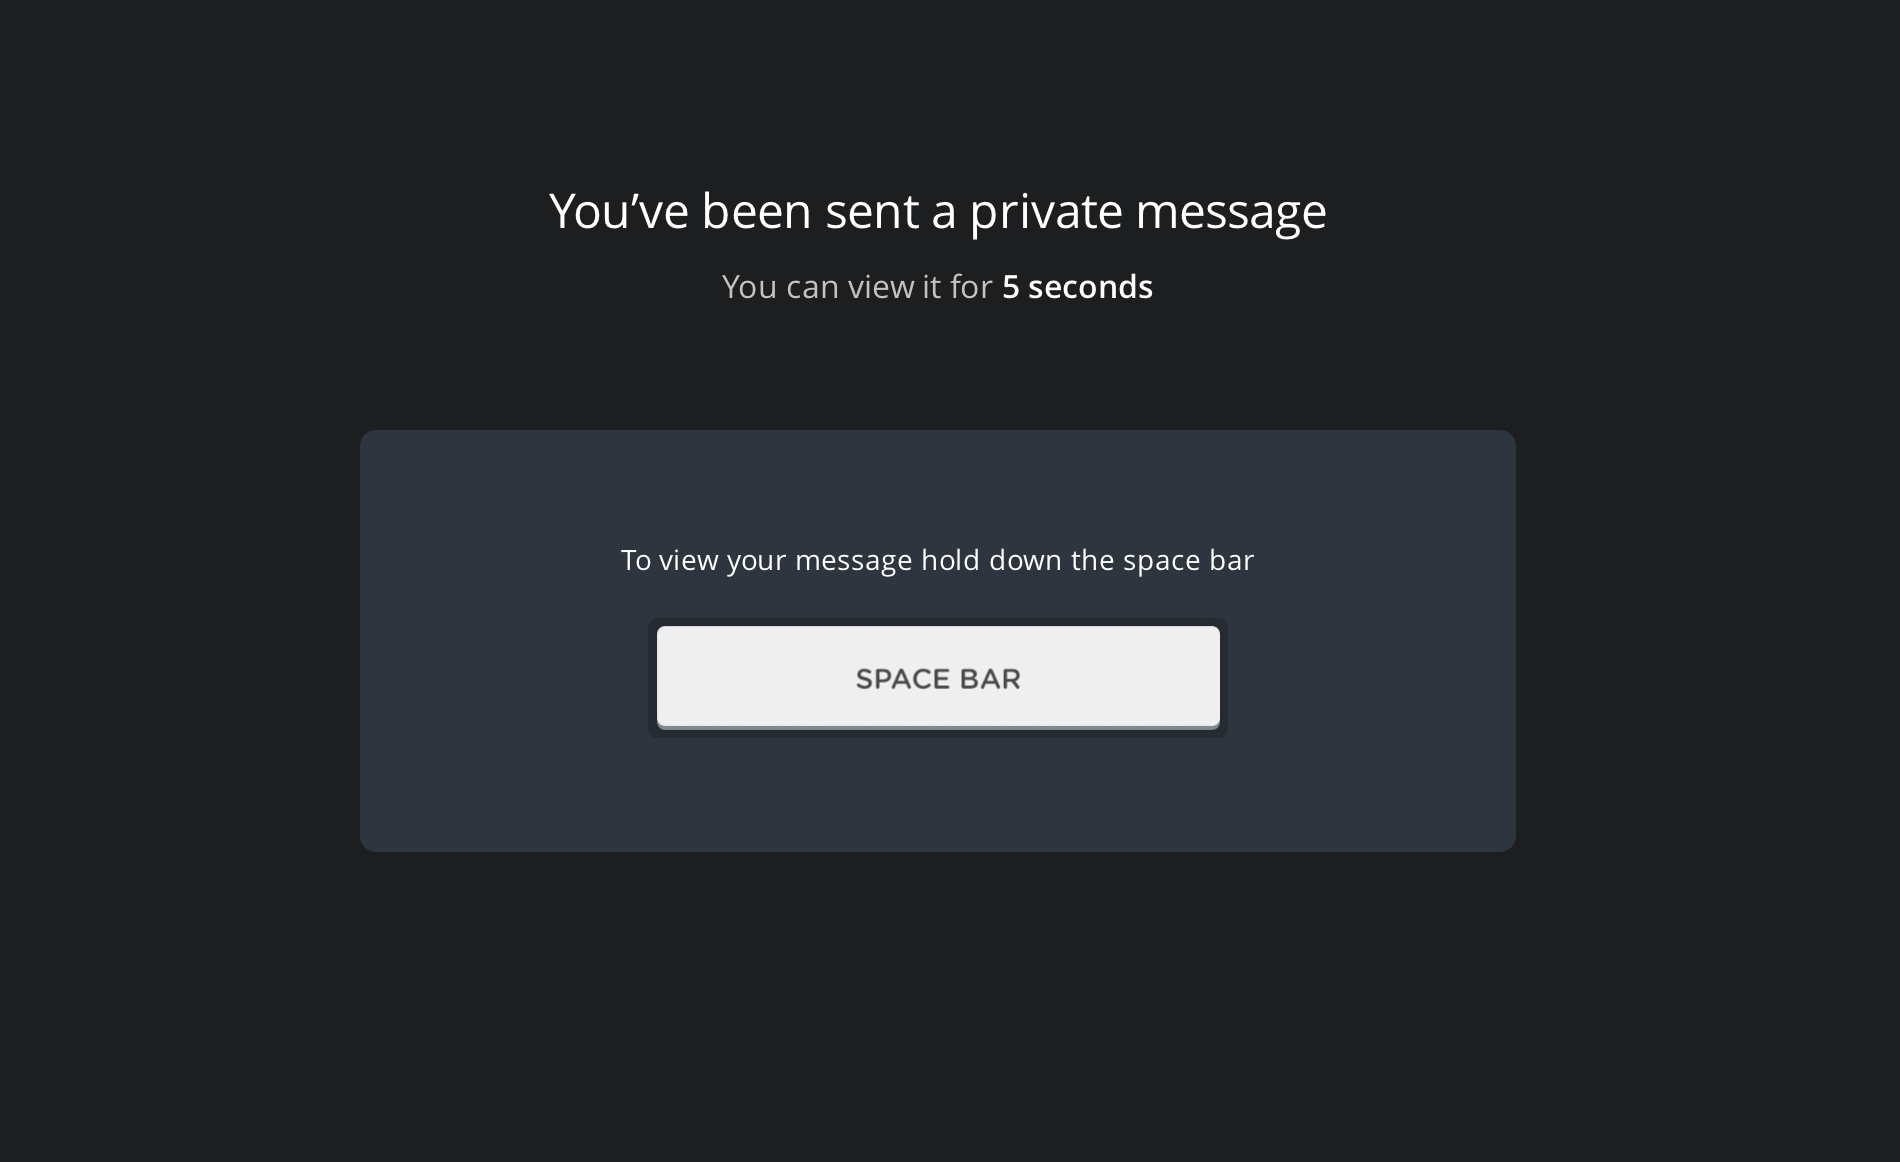 You’ve been sent a private message
You can view it for 5 seconds
To view your message hold down the space bar
SPACE BAR